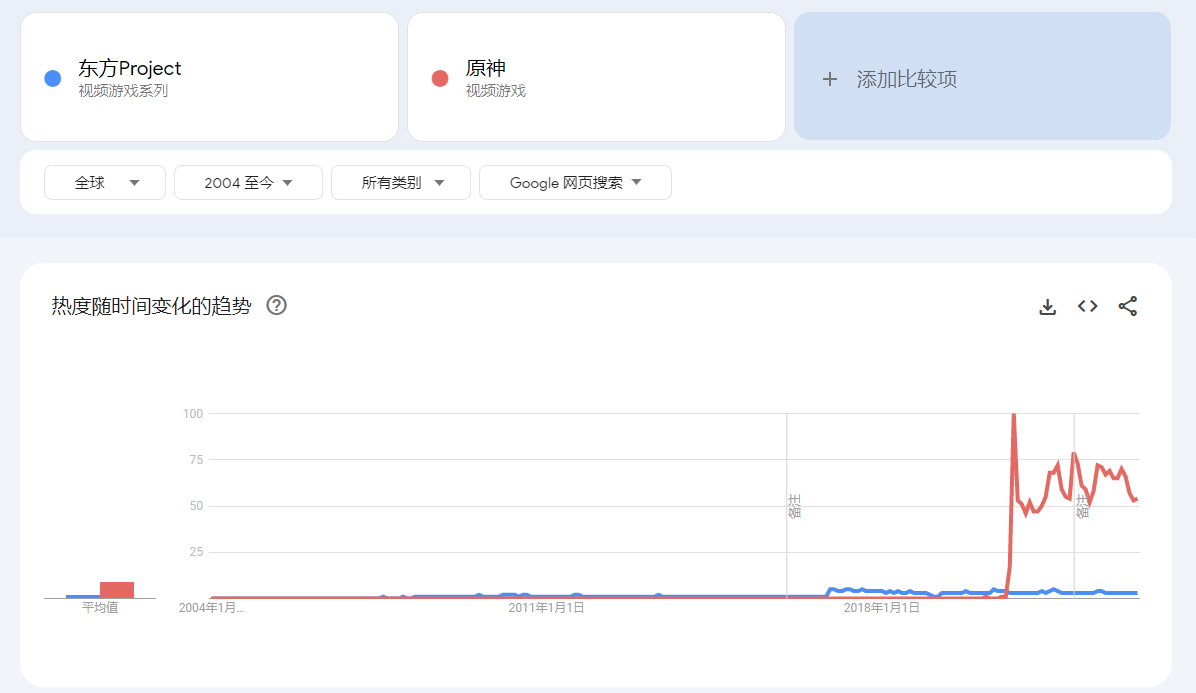 东方Project
视频游戏系列
原神
视频游戏
+ 添加比较项
全球
2004 至今
所有类别
Google 网页搜索
热度随时间变化的趋势
100
75
50
25
备注
备注
平均值
2004年1月…
2011年1月1日
2018年1月1日